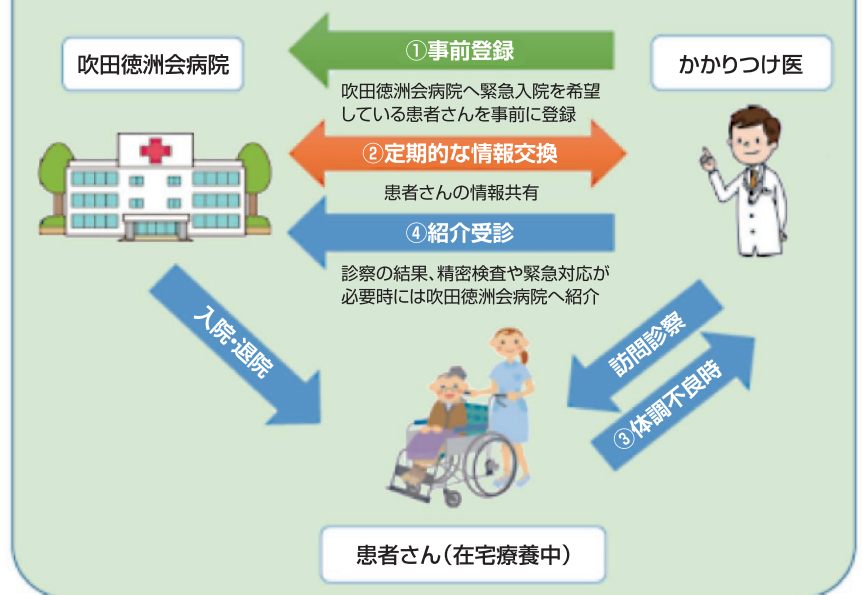 吹田徳洲会病院
①事前登録
かかりつけ医
吹田徳洲会病院へ緊急入院を希望
している患者さんを事前に登録
②定期的な情報交換
患者さんの情報共有
④紹介受診
診察の結果、精密検査や緊急対応が
必要時には吹田徳洲会病院へ紹介
入院・退院
訪問診察
③体調不良時
患者さん（在宅療養中）